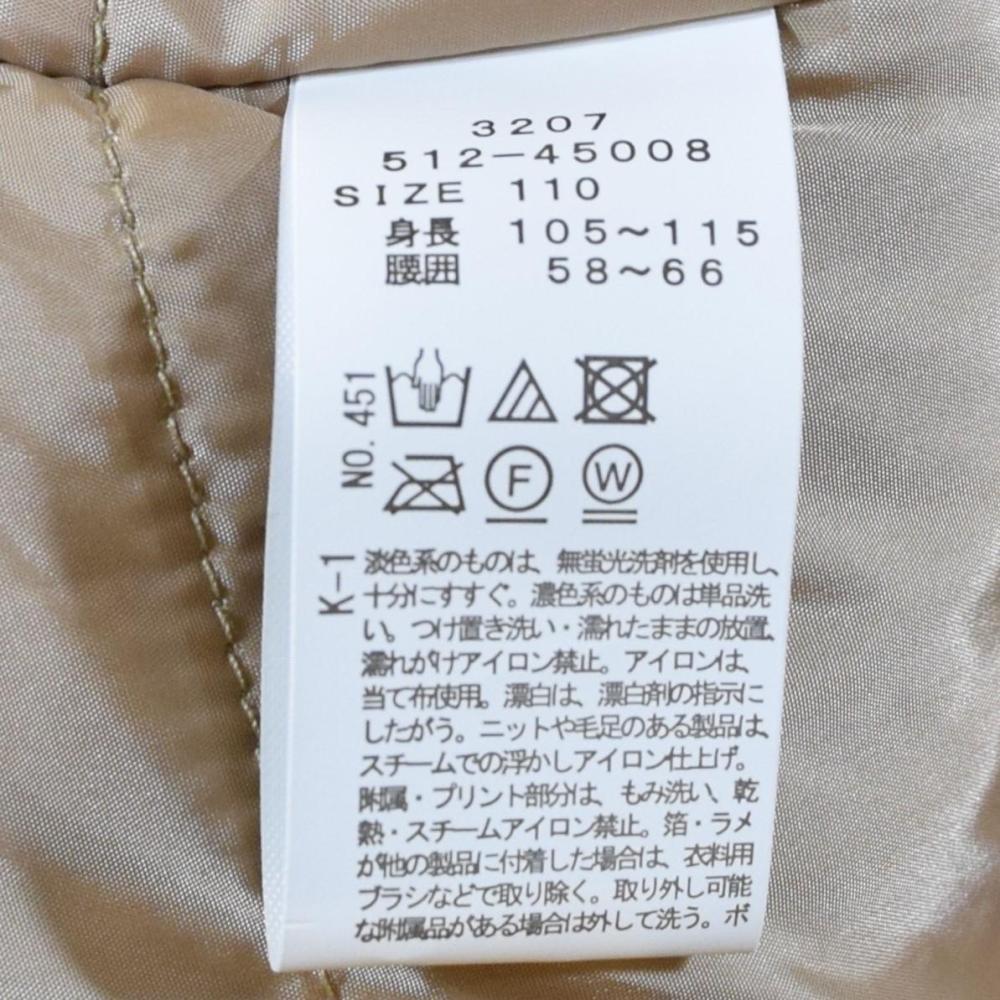 3207
512-45008
SIZE 110
身長 105~115
腰囲 58~66
NO. 451
F
W
K-1
淡色系のものは、無蛍光洗剤を使用し、
十分にすすぐ。濃色系のものは単品洗
い。つけ置き洗い・濡れたままの放置、
濡れがけアイロン禁止。アイロンは、
当て布使用。漂白は、漂白剤の指示に
したがう。ニットや毛足のある製品は、
スチームでの浮かしアイロン仕上げ。
附属・プリント部分は、もみ洗い、乾
熱・スチームアイロン禁止。箔・ラメ
が他の製品に付着した場合は、衣料用
ブラシなどで取り除く。取り外し可能
な附属品がある場合は外して洗う。ボ